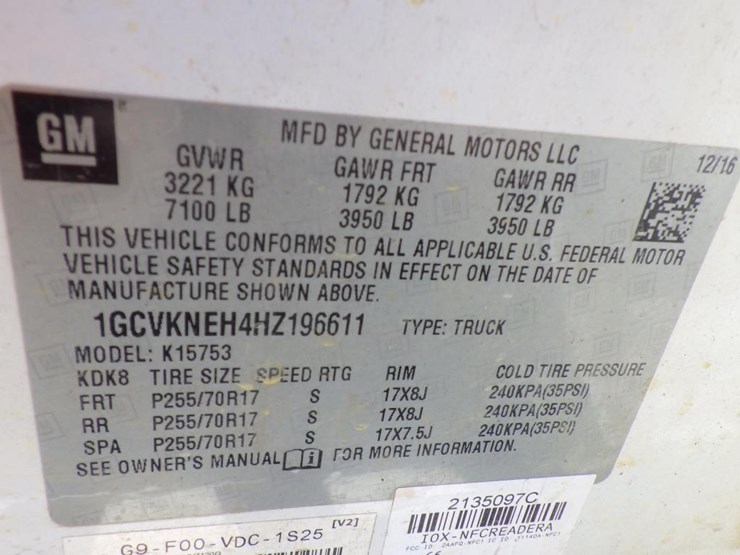 GM
MFD BY GENERAL MOTORS LLC 12/16
GVWR GAWR FRT GAWR RR
3221 KG 1792 KG 1792 KG
7100 LB 3950 LB 3950 LB
THIS VEHICLE CONFORMS TO ALL APPLICABLE U.S. FEDERAL MOTOR
VEHICLE SAFETY STANDARDS IN EFFECT ON THE DATE OF
MANUFACTURE SHOWN ABOVE.
1GCVKNEH4HZ196611 TYPE: TRUCK
MODEL: K15753
KDK8 TIRE SIZE SPEED RTG RIM COLD TIRE PRESSURE
FRT P255/70R17 S 17X8J 240KPA(35PSI)
RR P255/70R17 S 17X8J 240KPA(35PSI)
SPA P255/70R17 S 17X7.5J 240KPA(35PSI)
SEE OWNER'S MANUAL i FOR MORE INFORMATION.
G9-F00-VDC-1S25 [V2]
2135097C
IOX-NFCREADERA